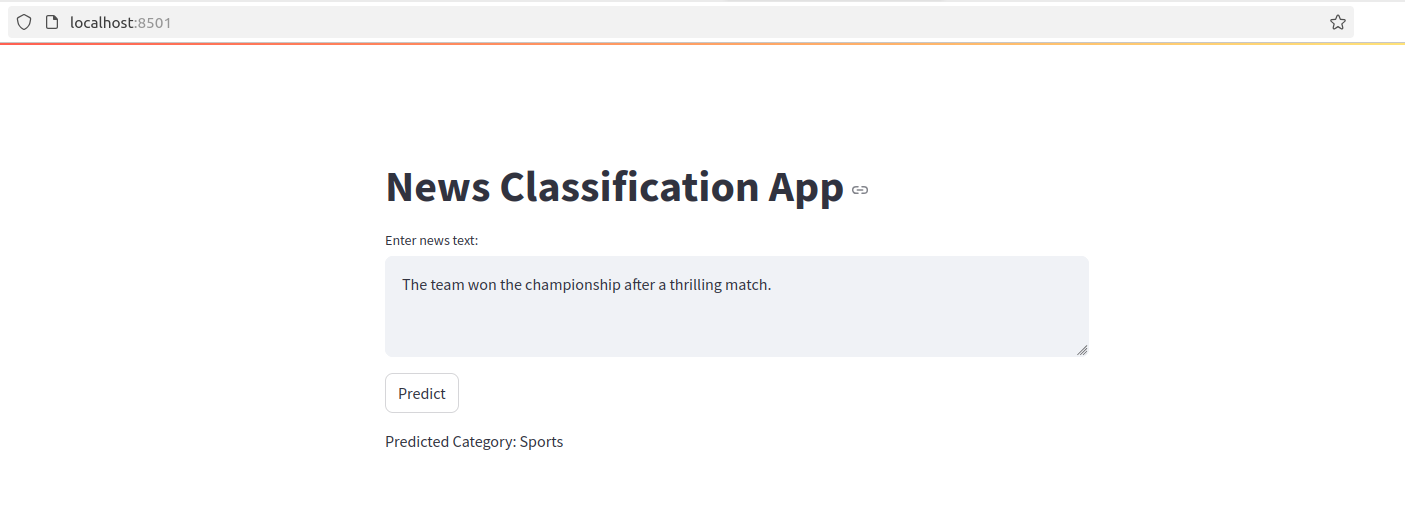 localhost:8501
News Classification App
Enter news text:
The team won the championship after a thrilling match.
Predict
Predicted Category: Sports